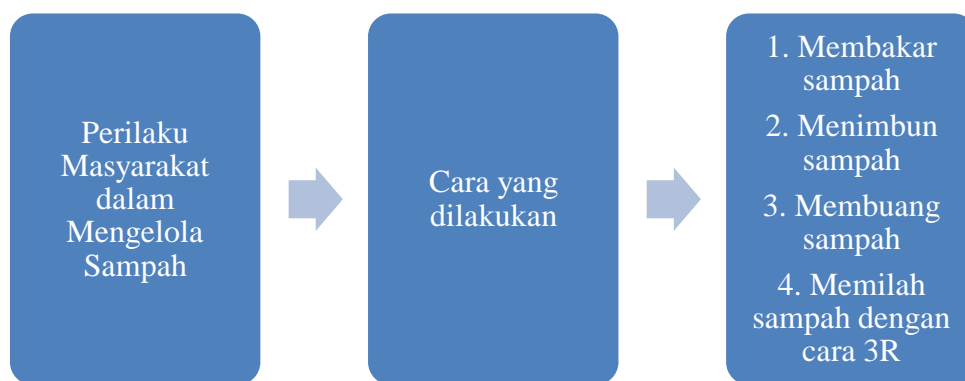 Perilaku
Masyarakat
dalam
Mengelola
Sampah
Cara yang
dilakukan
1. Membakar
sampah
2. Menimbun
sampah
3. Membuang
sampah
4. Memilah
sampah dengan
cara 3R